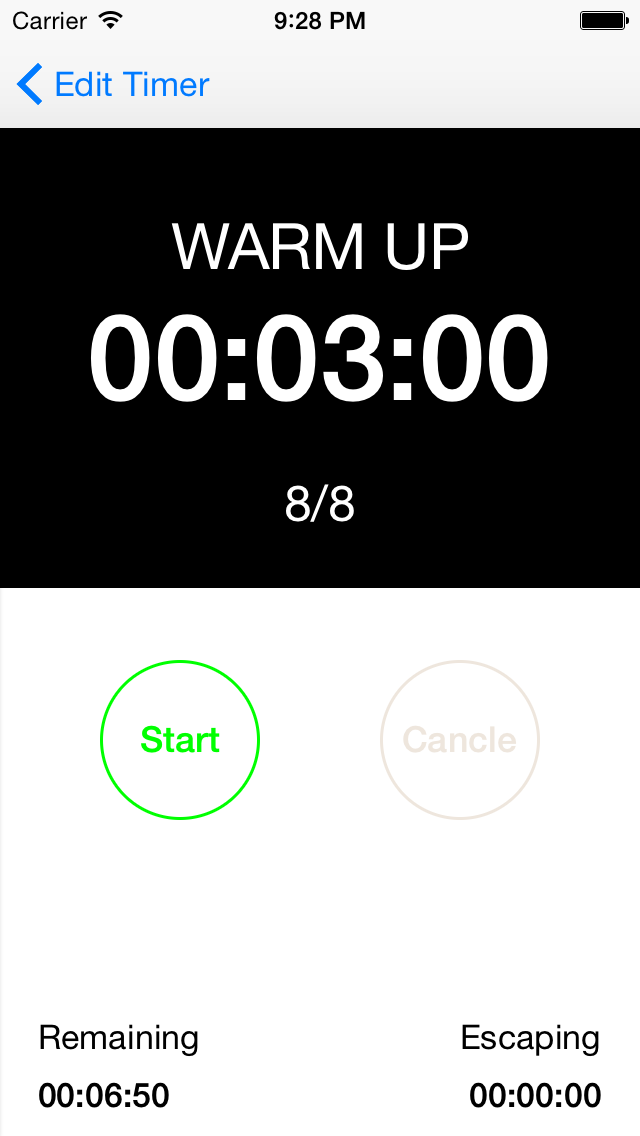 Carrier 9:28 PM
Edit Timer
WARM UP
00:03:00
8/8
Start Cancle
Remaining Escaping
00:06:50 00:00:00